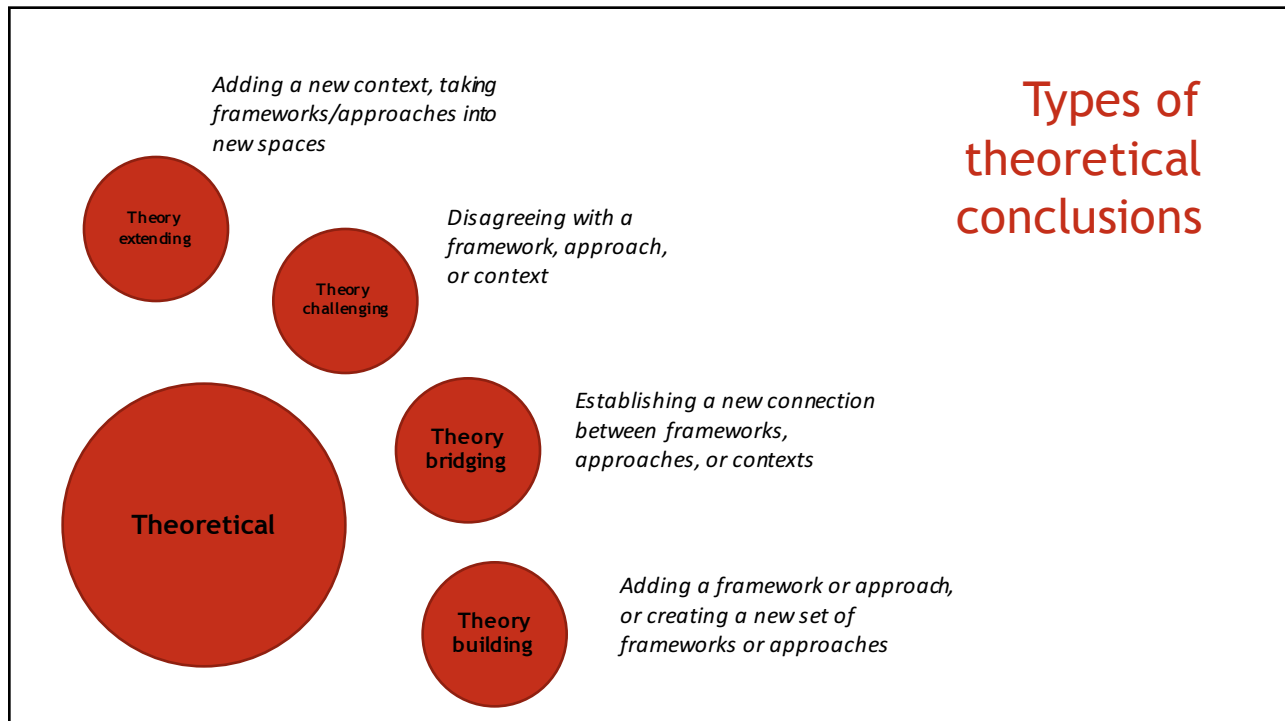 Types of
theoretical
conclusions
Adding a new context, taking
frameworks/approaches into
new spaces
Theory
extending
Disagreeing with a
framework, approach,
or context
Theory
challenging
Establishing a new connection
between frameworks,
approaches, or contexts
Theory
bridging
Theoretical
Adding a framework or approach,
or creating a new set of
frameworks or approaches
Theory
building